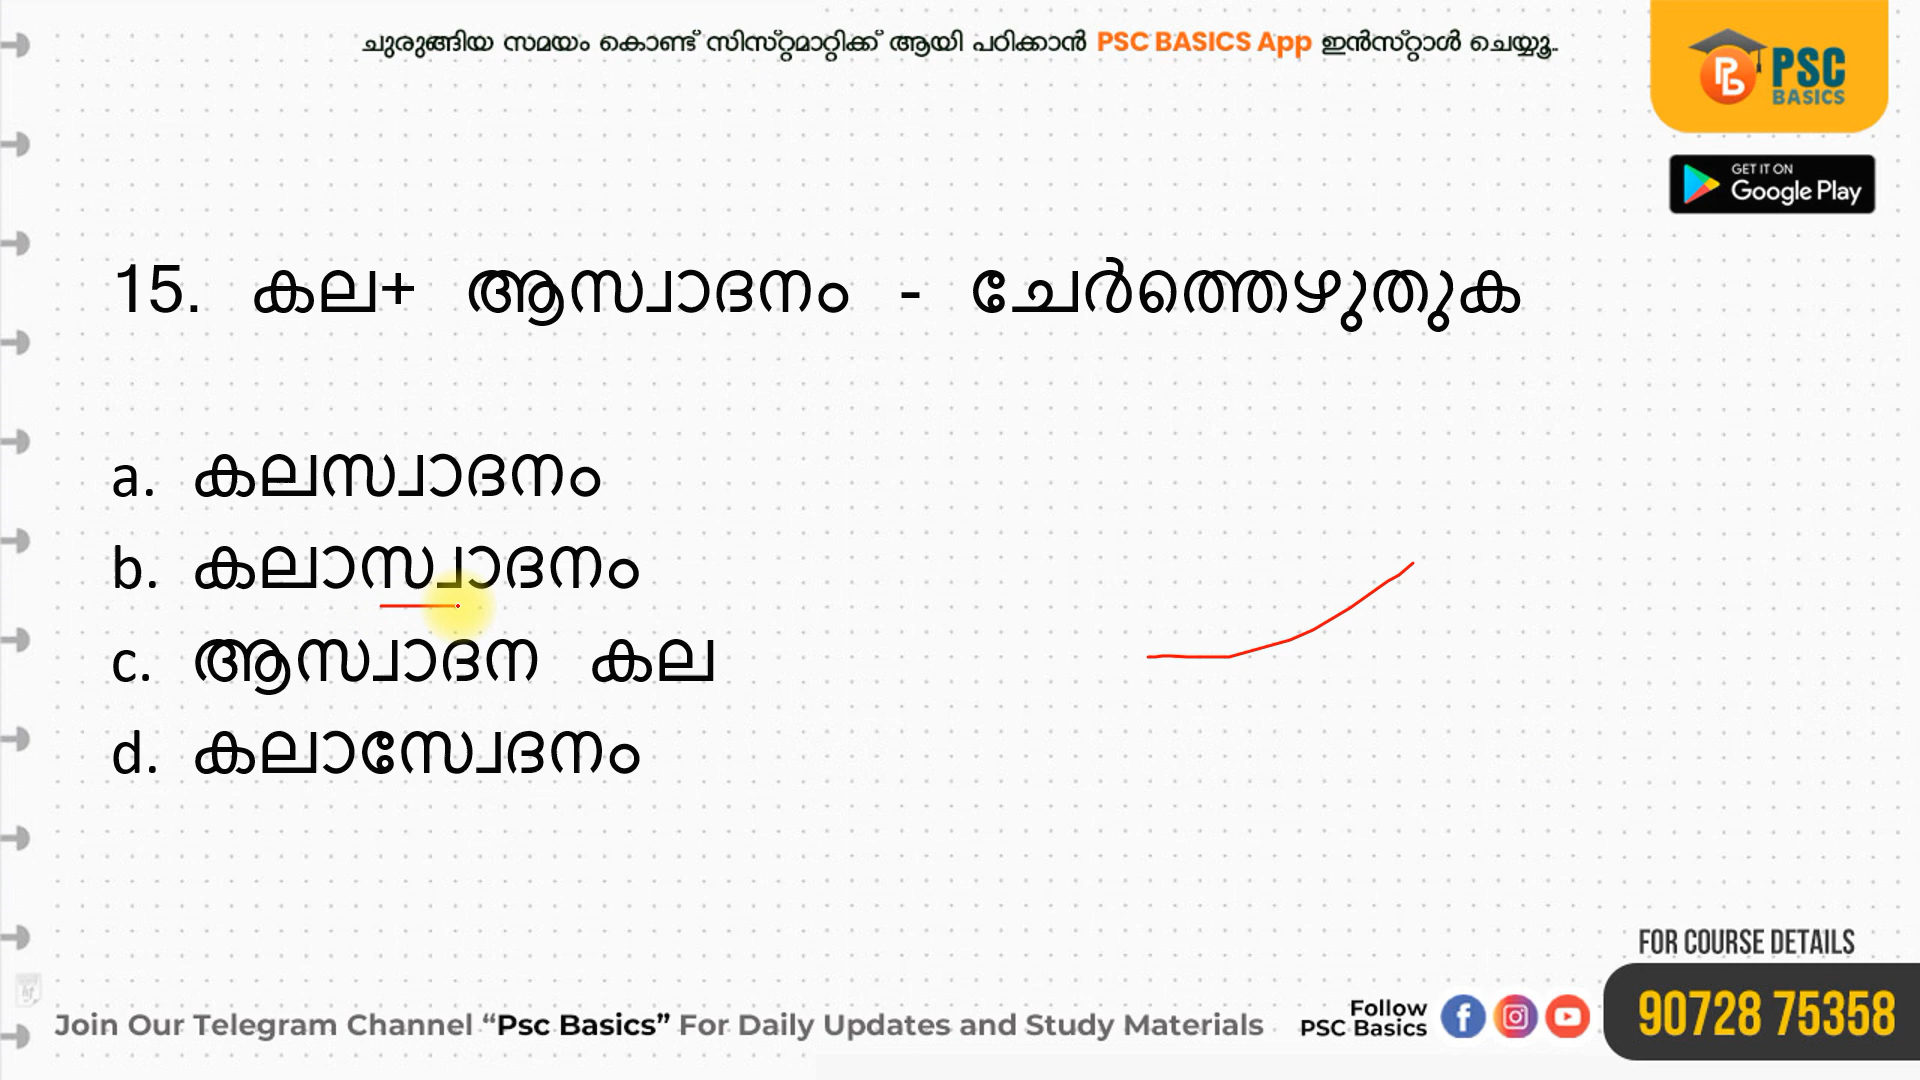 ചുരുങ്ങിയ സമയം കൊണ്ട് സിസ്റ്റമാറ്റിക്ക് ആയി പഠിക്കാൻ PSC BASICS App ഇൻസ്റ്റാൾ ചെയ്യൂ..
PSC
BASICS
GET IT ON
Google Play
15. കല+ ആസ്വാദനം - ചേർത്തെഴുതുക
a. കലസ്വാദനം
b. കലാസ്വാദനം
c. ആസ്വാദന കല
d. കലാസ്വേദനം
FOR COURSE DETAILS
90728 75358
Join Our Telegram Channel “Psc Basics” For Daily Updates and Study Materials
Follow
PSC Basics